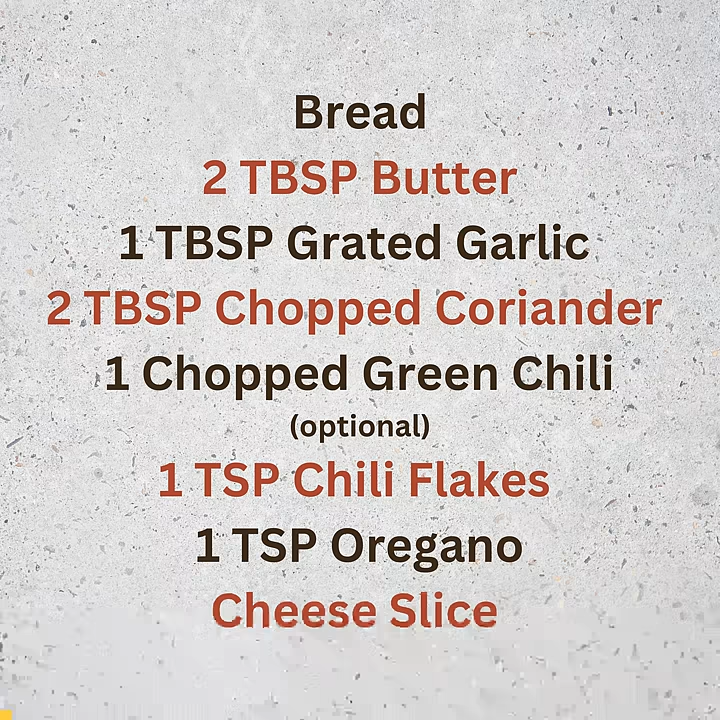 Bread
2 TBSP Butter
1 TBSP Grated Garlic
2 TBSP Chopped Coriander
1 Chopped Green Chili
(optional)
1 TSP Chili Flakes
1 TSP Oregano
Cheese Slice